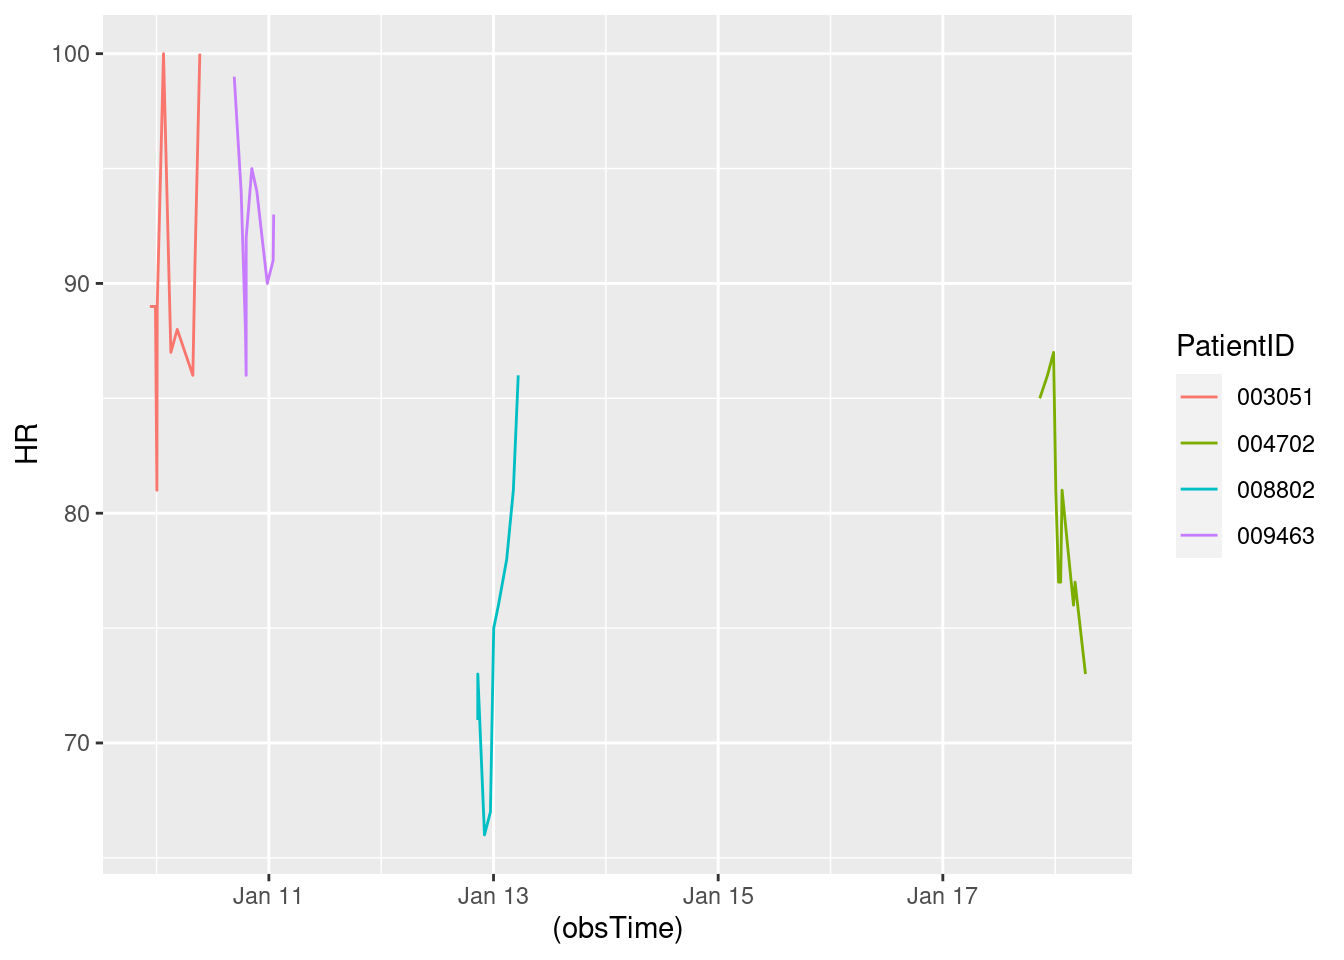 100
90
80
70
HR
Jan 11
Jan 13
Jan 15
Jan 17
(obsTime)
PatientID
003051
004702
008802
009463